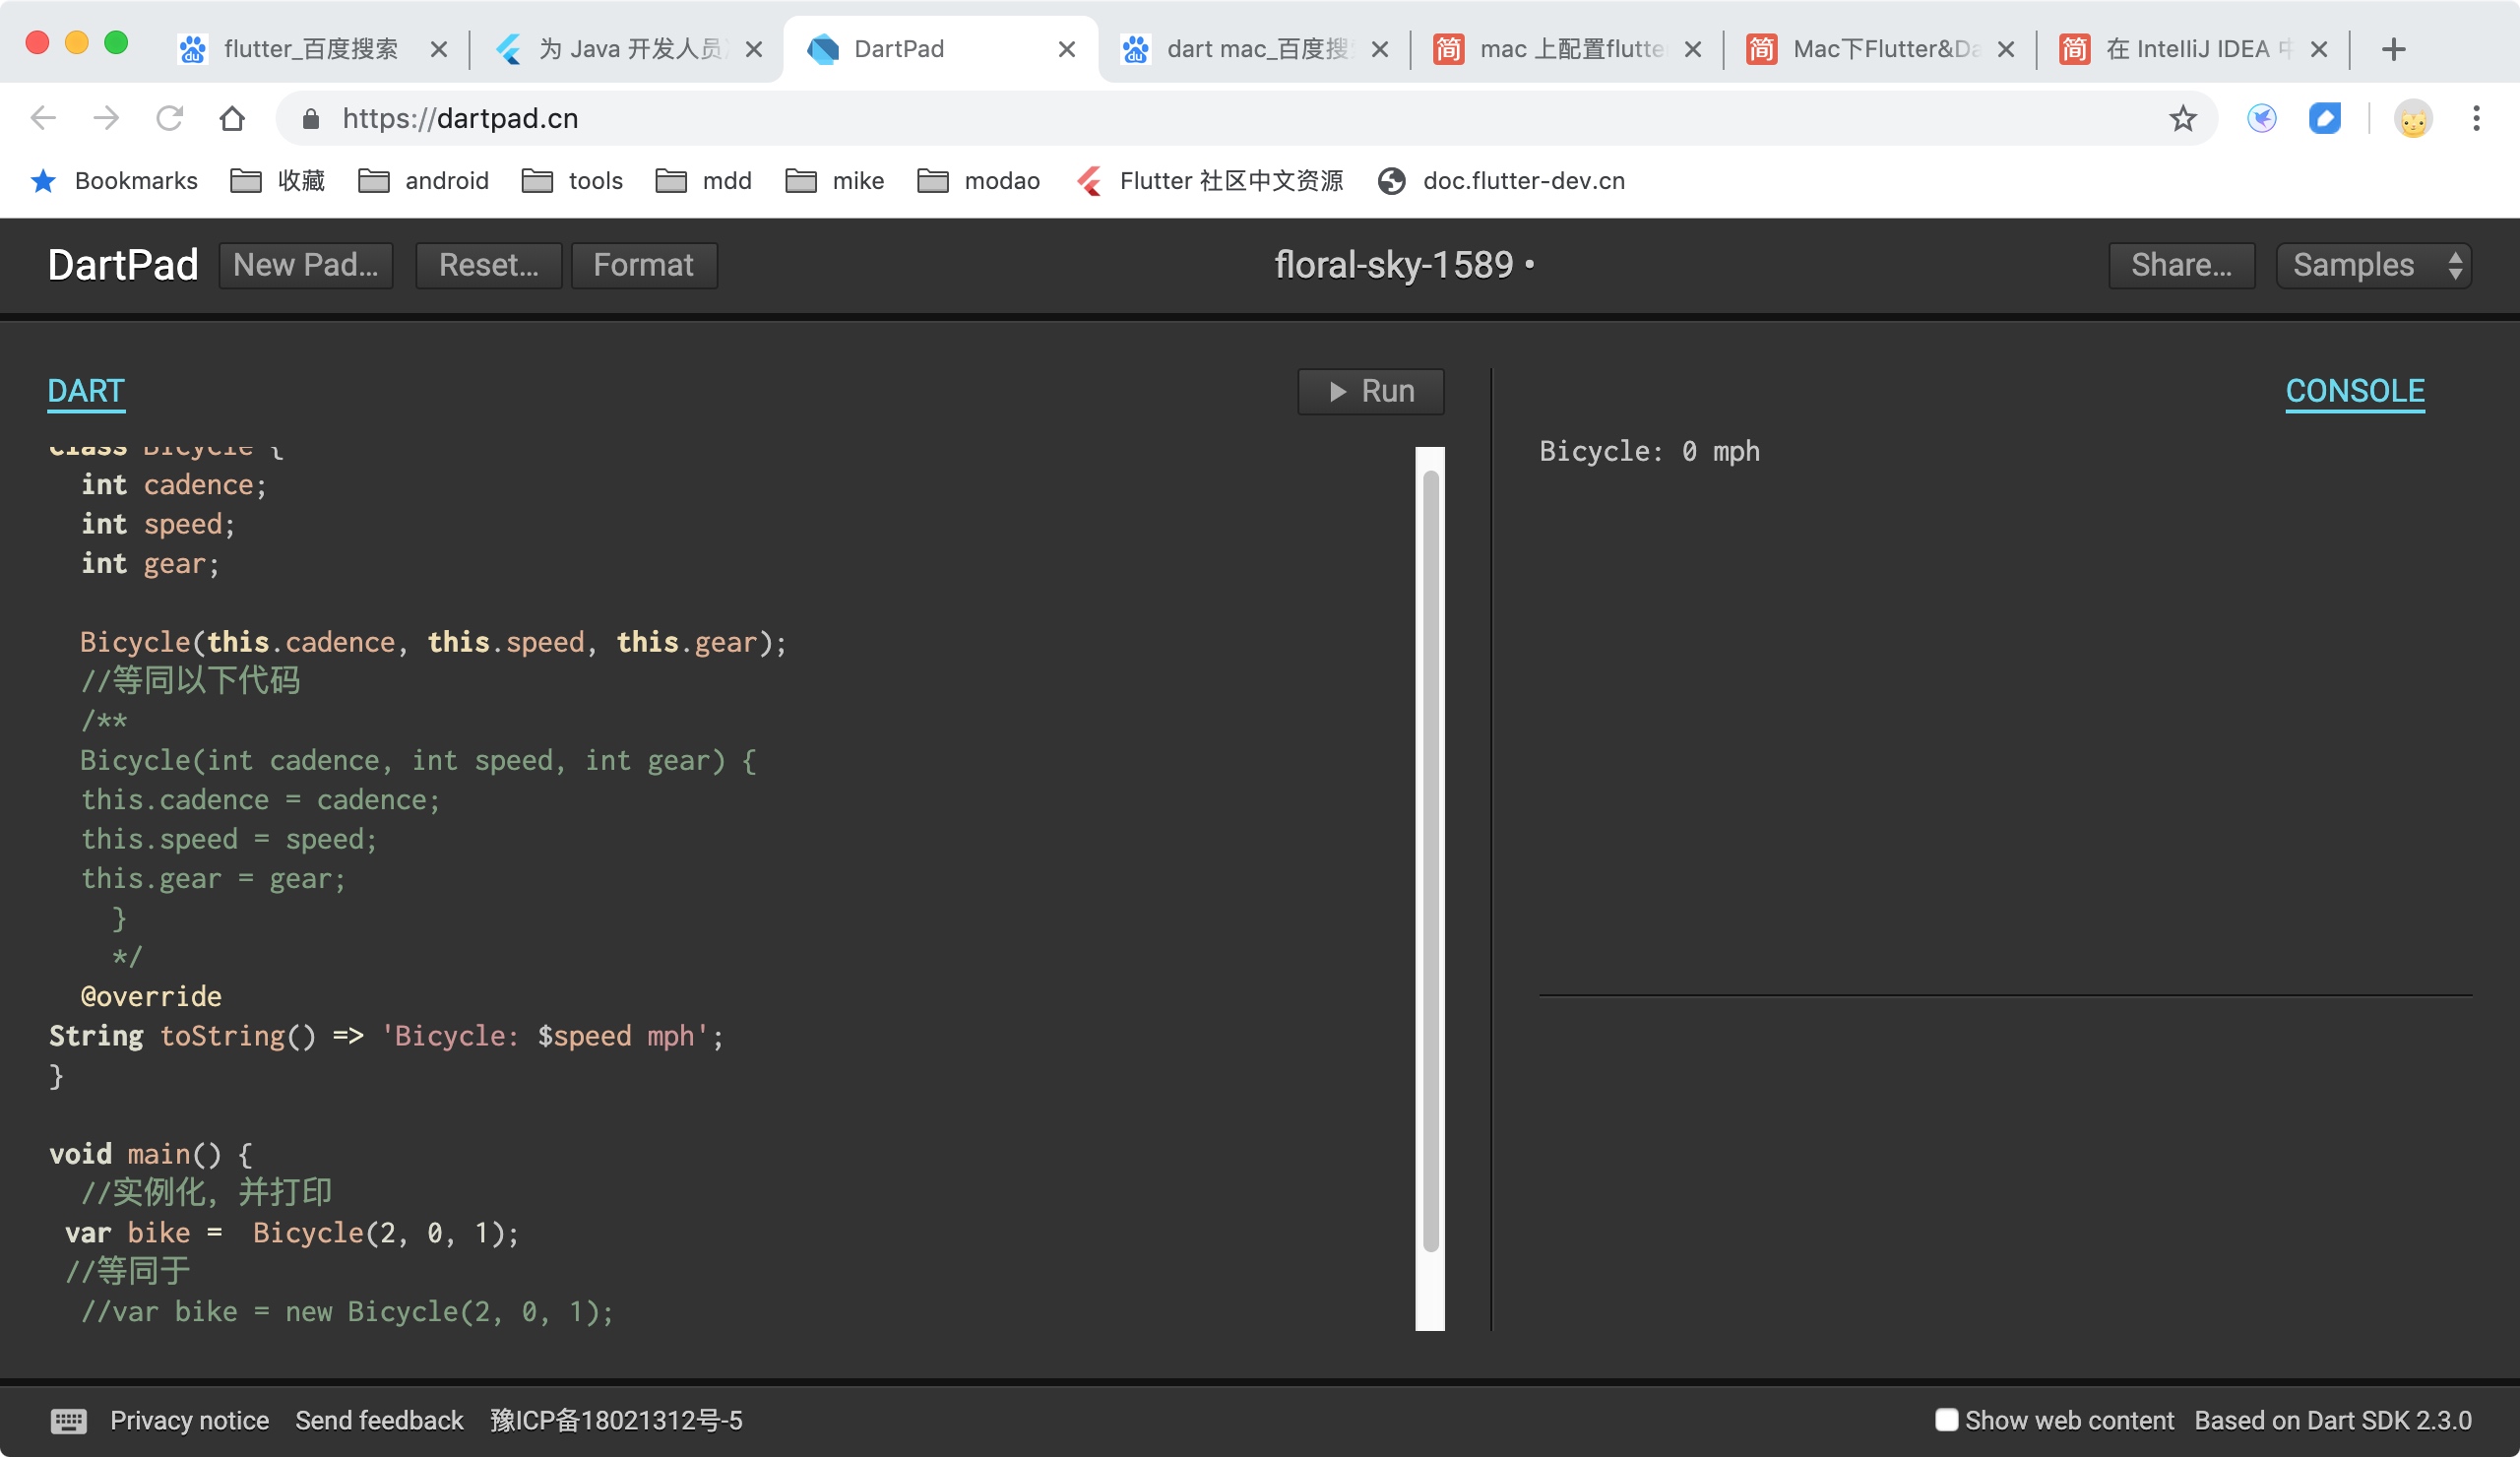 flutter_百度搜索
为 Java 开发人员
DartPad
dart mac_百度搜
mac 上配置flutte
Mac下Flutter&Da
在 IntelliJ IDEA 中
https://dartpad.cn
Bookmarks 收藏 android tools mdd mike modao Flutter 社区中文资源 doc.flutter-dev.cn
DartPad New Pad... Reset... Format floral-sky-1589 • Share... Samples
DART Run CONSOLE
class Bicycle {
int cadence;
int speed;
int gear;
Bicycle(this.cadence, this.speed, this.gear);
//等同以下代码
/**
Bicycle(int cadence, int speed, int gear) {
this.cadence = cadence;
this.speed = speed;
this.gear = gear;
}
*/
@override
String toString() => 'Bicycle: $speed mph';
}
void main() {
//实例化，并打印
var bike =  Bicycle(2, 0, 1);
//等同于
//var bike = new Bicycle(2, 0, 1);
Bicycle: 0 mph
Privacy notice Send feedback 豫ICP备18021312号-5 Show web content Based on Dart SDK 2.3.0